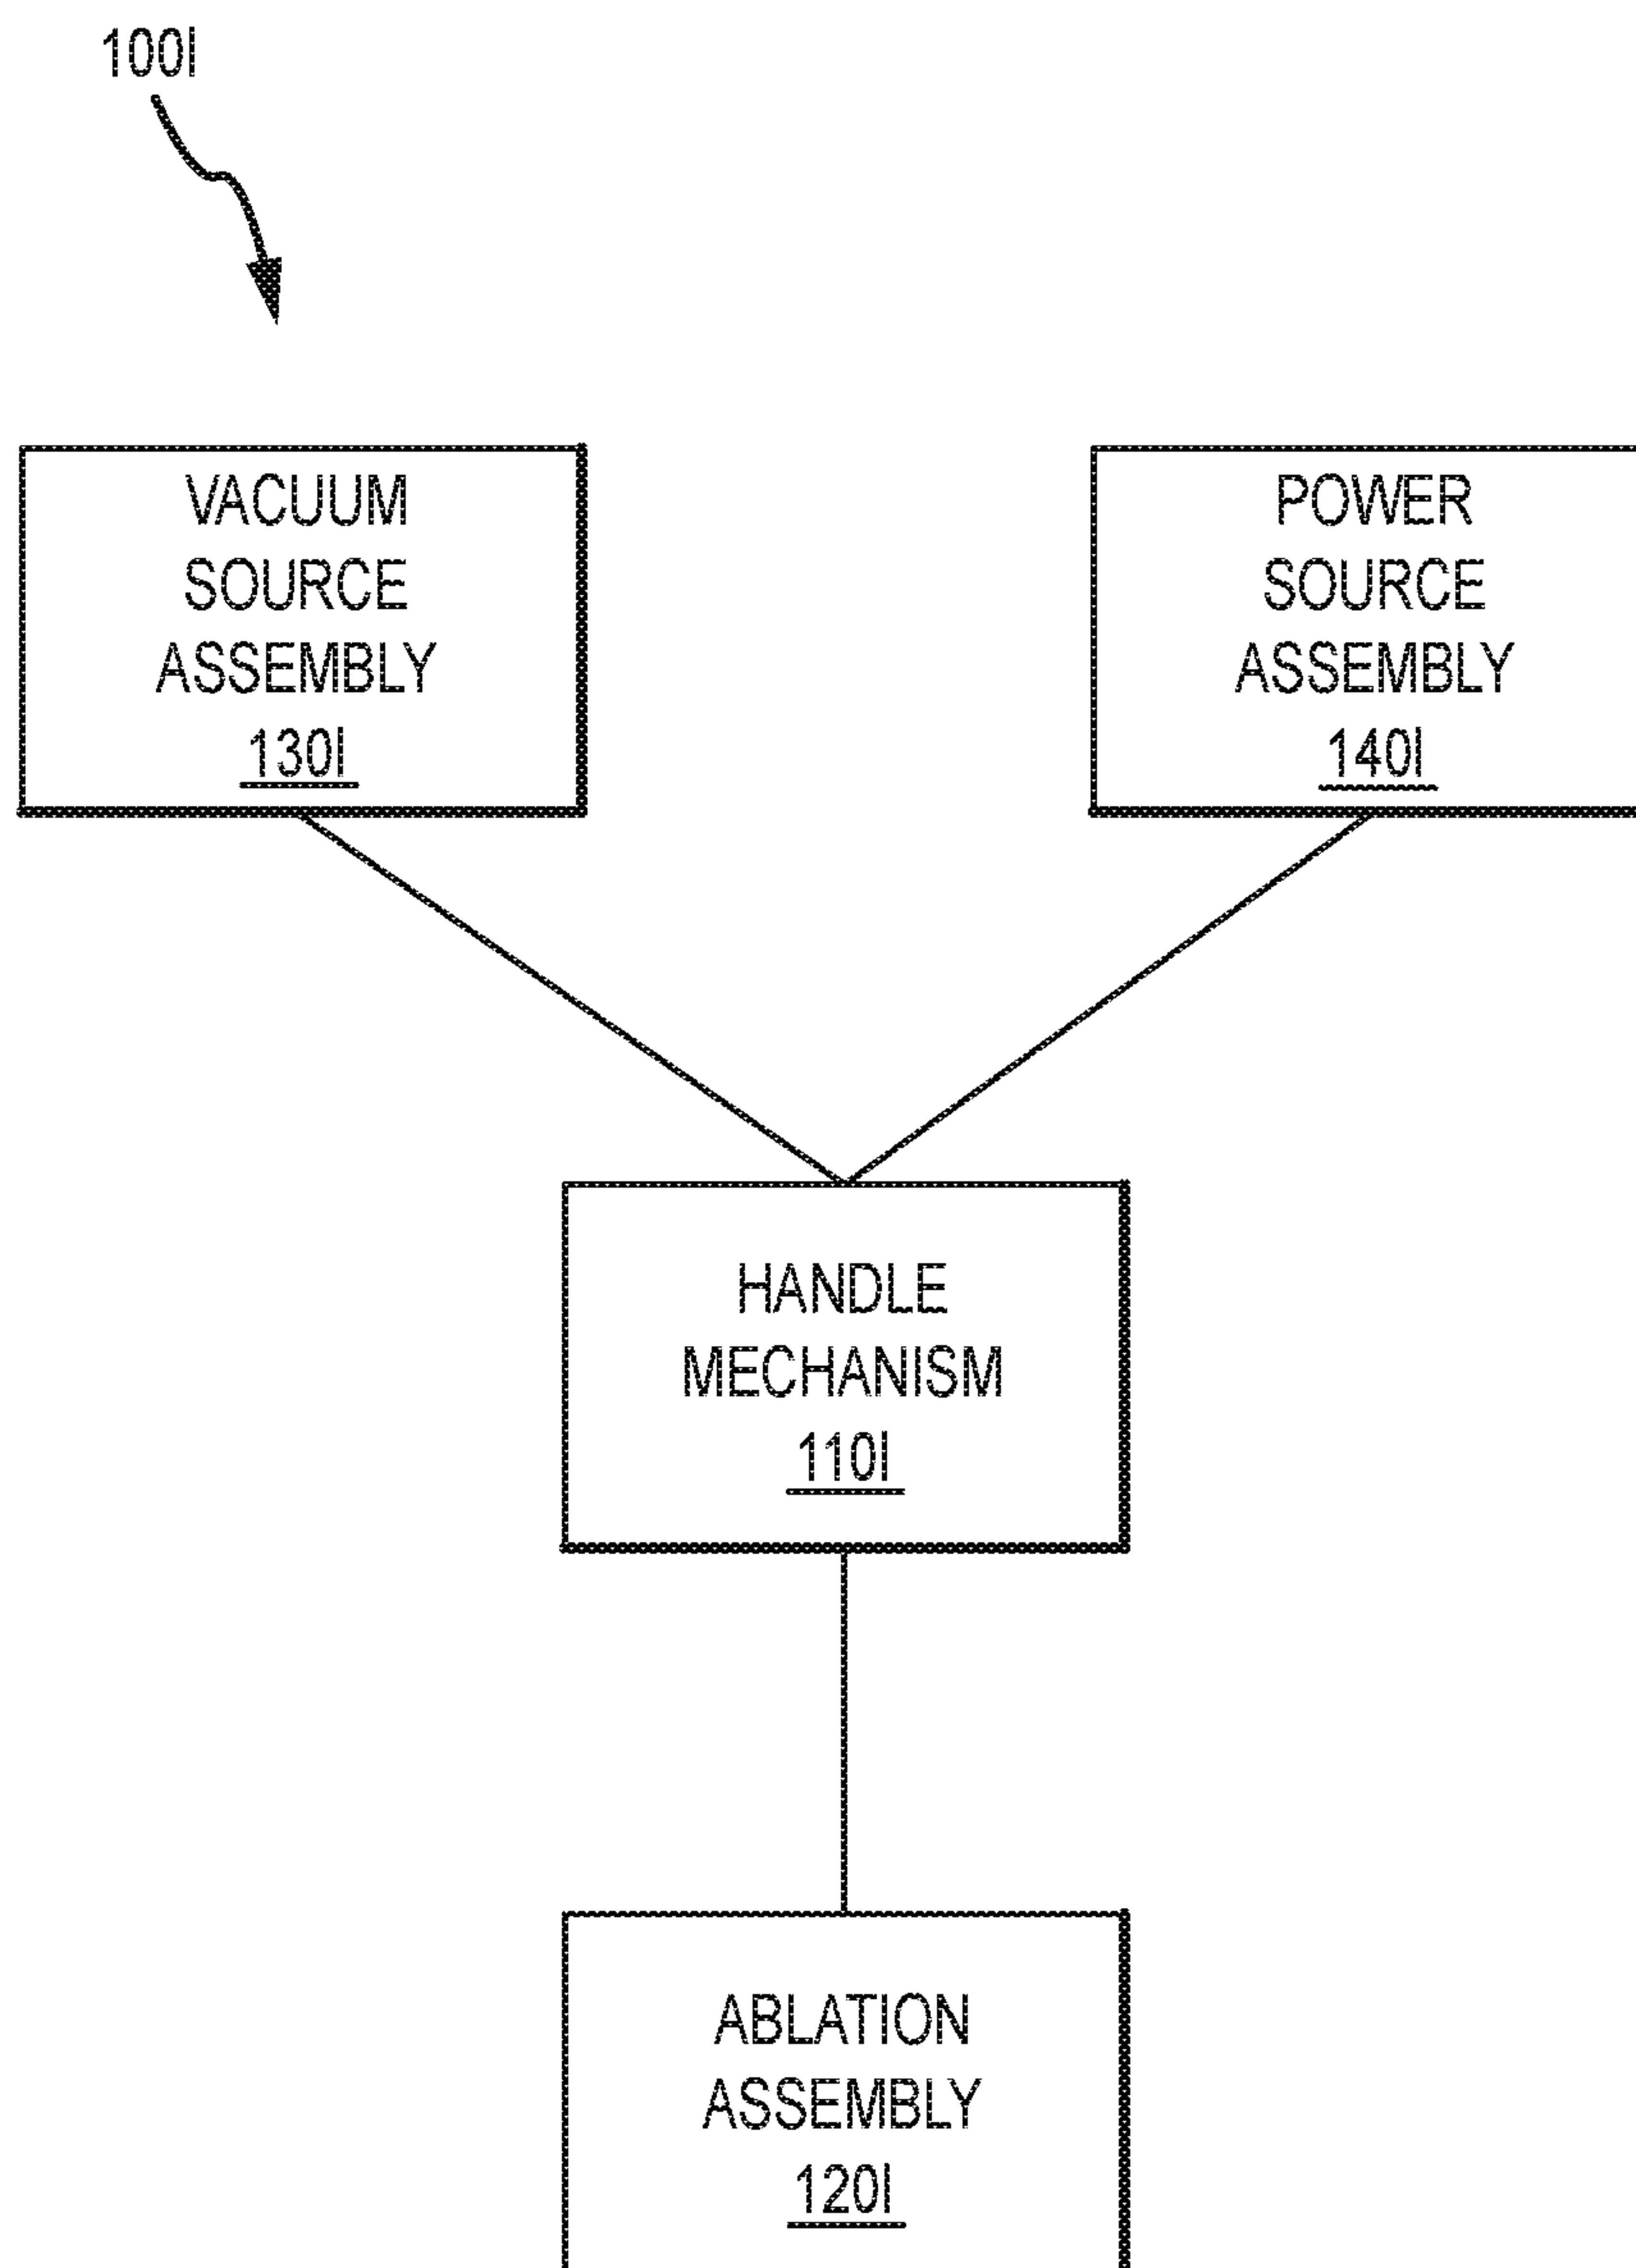 100I
VACUUM
SOURCE
ASSEMBLY
130I
POWER
SOURCE
ASSEMBLY
140I
HANDLE
MECHANISM
110I
ABLATION
ASSEMBLY
120I